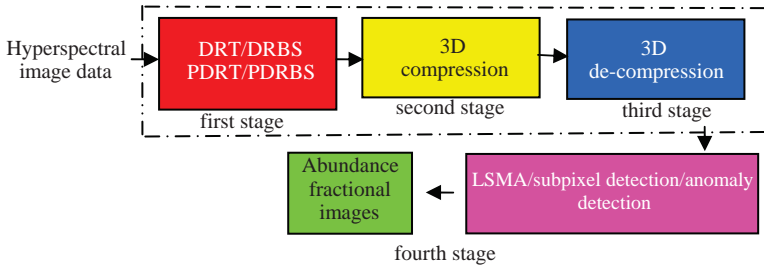 Hyperspectral
image data
DRT/DRBS
PDRT/PDRBS
first stage
3D
compression
second stage
3D
de-compression
third stage
Abundance
fractional
images
LSMA/subpixel detection/anomaly
detection
fourth stage